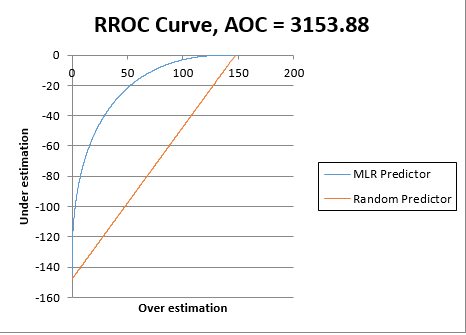 RROC Curve, AOC = 3153.88
0
0 50 100 150 200
-20
-40
-60
-80
-100
-120
-140
-160
Under estimation
Over estimation
MLR Predictor
Random Predictor